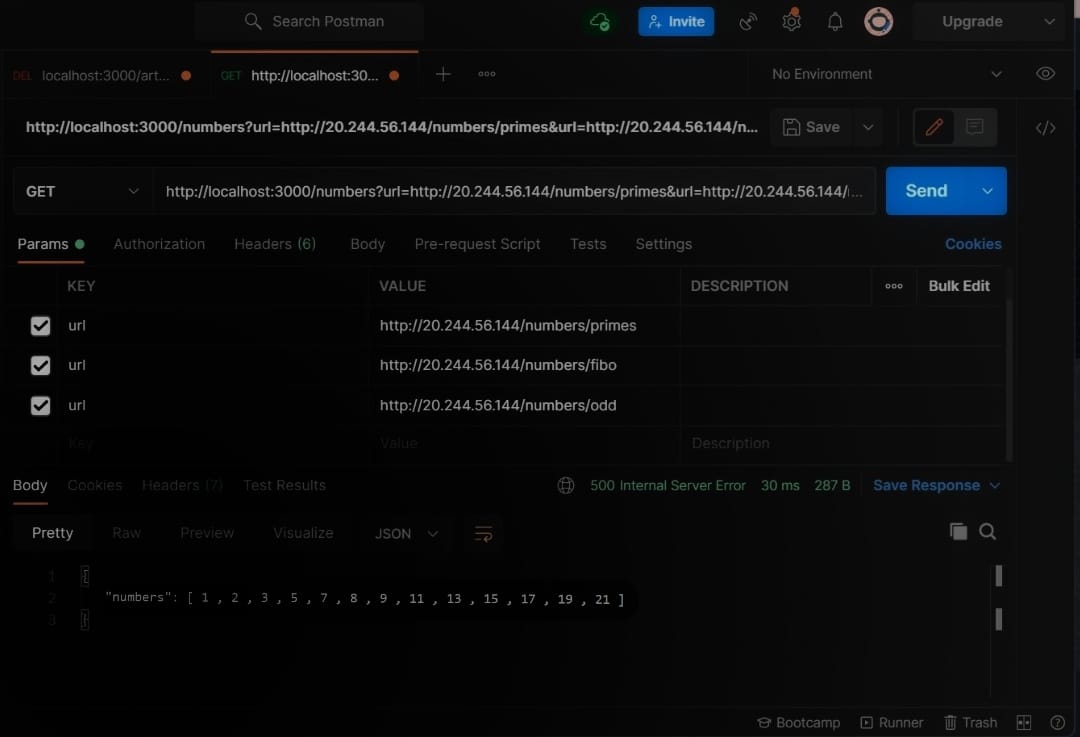 Search Postman
Invite
Upgrade
DEL localhost:3000/art...
GET http://localhost:30...
No Environment
http://localhost:3000/numbers?url=http://20.244.56.144/numbers/primes&url=http://20.244.56.144/n...
Save
GET
http://localhost:3000/numbers?url=http://20.244.56.144/numbers/primes&url=http://20.244.56.144/...
Send
Params Authorization Headers (6) Body Pre-request Script Tests Settings Cookies
KEY VALUE DESCRIPTION Bulk Edit
url http://20.244.56.144/numbers/primes
url http://20.244.56.144/numbers/fibo
url http://20.244.56.144/numbers/odd
Key Value Description
Body Cookies Headers (7) Test Results 500 Internal Server Error 30 ms 287 B Save Response
Pretty Raw Preview Visualize JSON
1 {
2 "numbers": [ 1 , 2 , 3 , 5 , 7 , 8 , 9 , 11 , 13 , 15 , 17 , 19 , 21 ]
3 }
Bootcamp Runner Trash